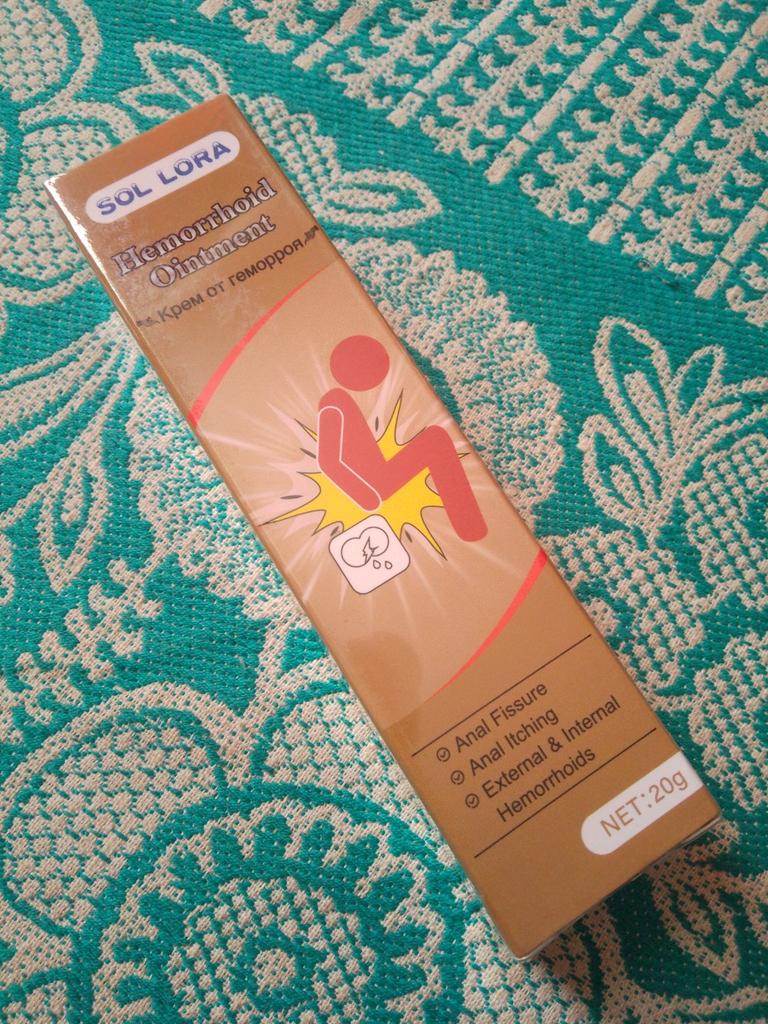 SOL LORA
Hemorrhoid
Ointment
Крем от геморроя
Anal Fissure
Anal Itching
External & Internal
Hemorrhoids
NET:20g